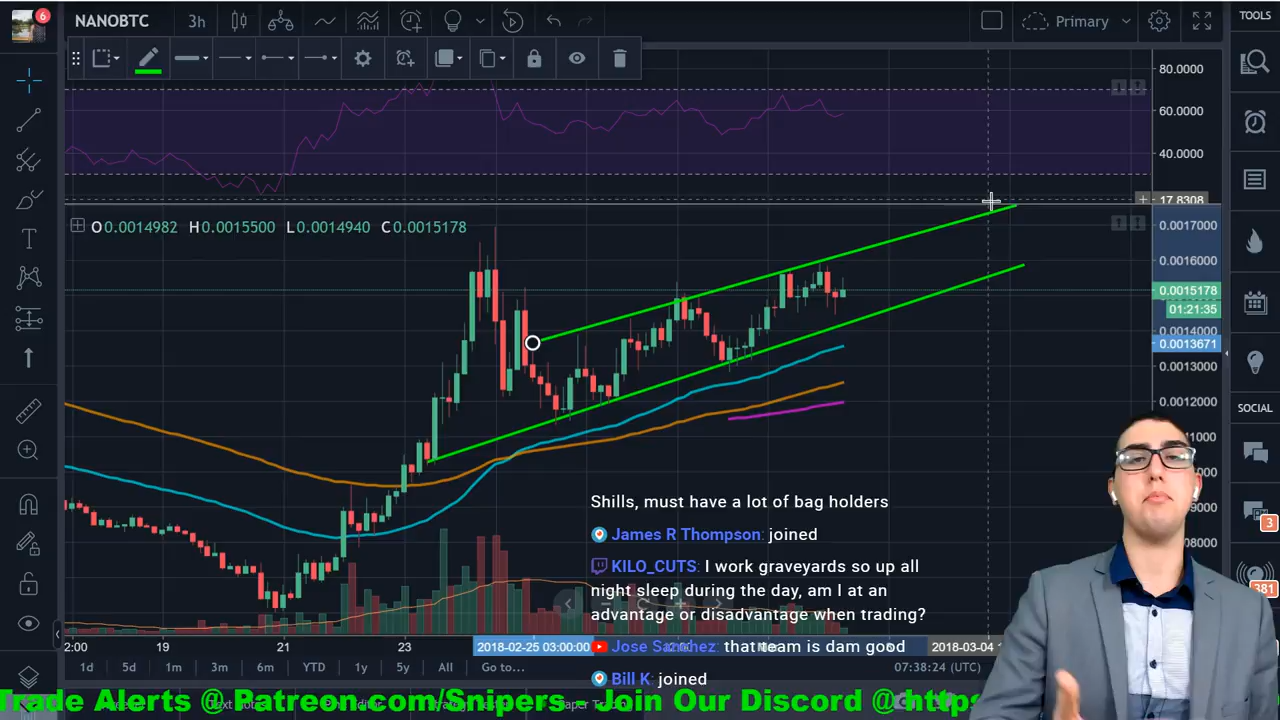 6
NANOBTC
3h
Primary
TOOLS
80.0000
60.0000
40.0000
17.8308
O0.0014982 H0.0015500 L0.0014940 C0.0015178
0.0017000
0.0016000
0.0015178
01:21:35
0.0014000
0.0013671
0.0013000
0.0012000
SOCIAL
Shills, must have a lot of bag holders
James R Thompson: joined
KILO_CUTS: I work graveyards so up all
night sleep during the day, am I at an
advantage or disadvantage when trading?
Jose Sanchez: that team is dam good
Bill K joined
3
381
2:00
19
21
23
2018-02-25 03:00:00
2018-03-04
1d 5d 1m 3m 6m YTD 1y 5y All Go to...
07:38:24 (UTC)
Trade Alerts @ Patreon.com/Snipers - Join Our Discord @ https